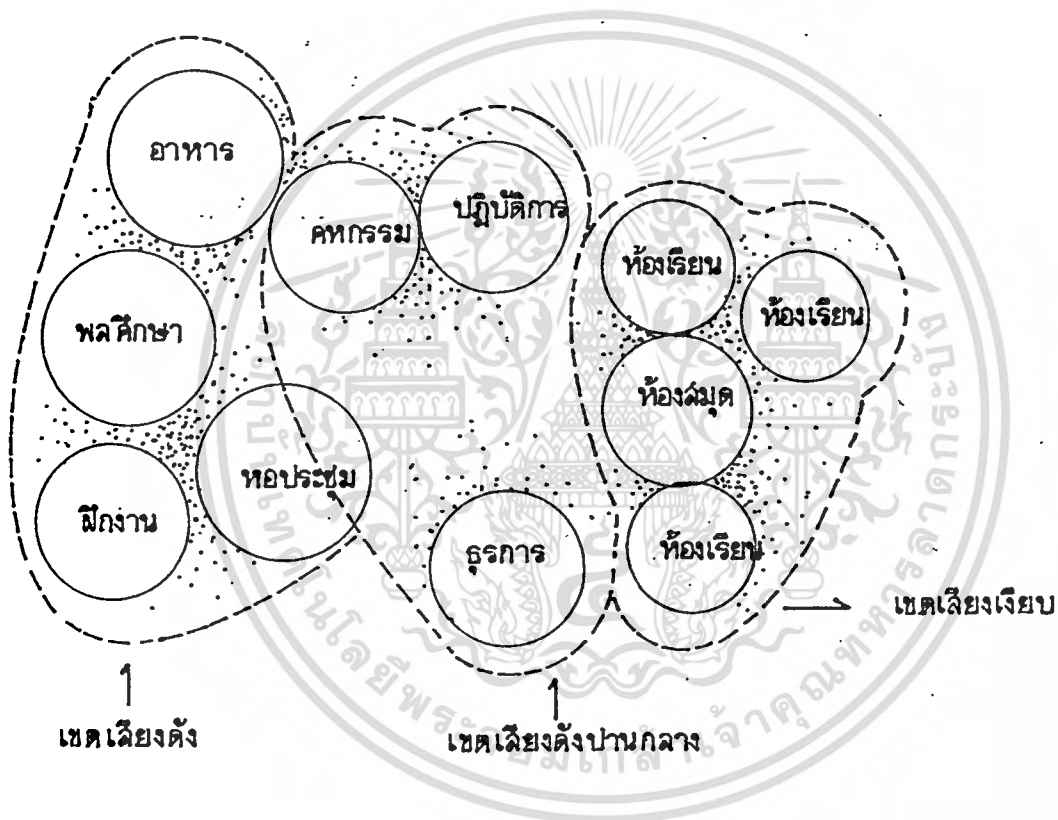 อาหาร
คหกรรม
ปฏิบัติการ
ห้องเรียน
ห้องเรียน
พลศึกษา
ห้องสมุด
หอประชุม
ฝึกงาน
ธุรการ
ห้องเรียน
เขตเสียงเงียบ
เขตเสียงดัง
เขตเสียงดังปานกลาง